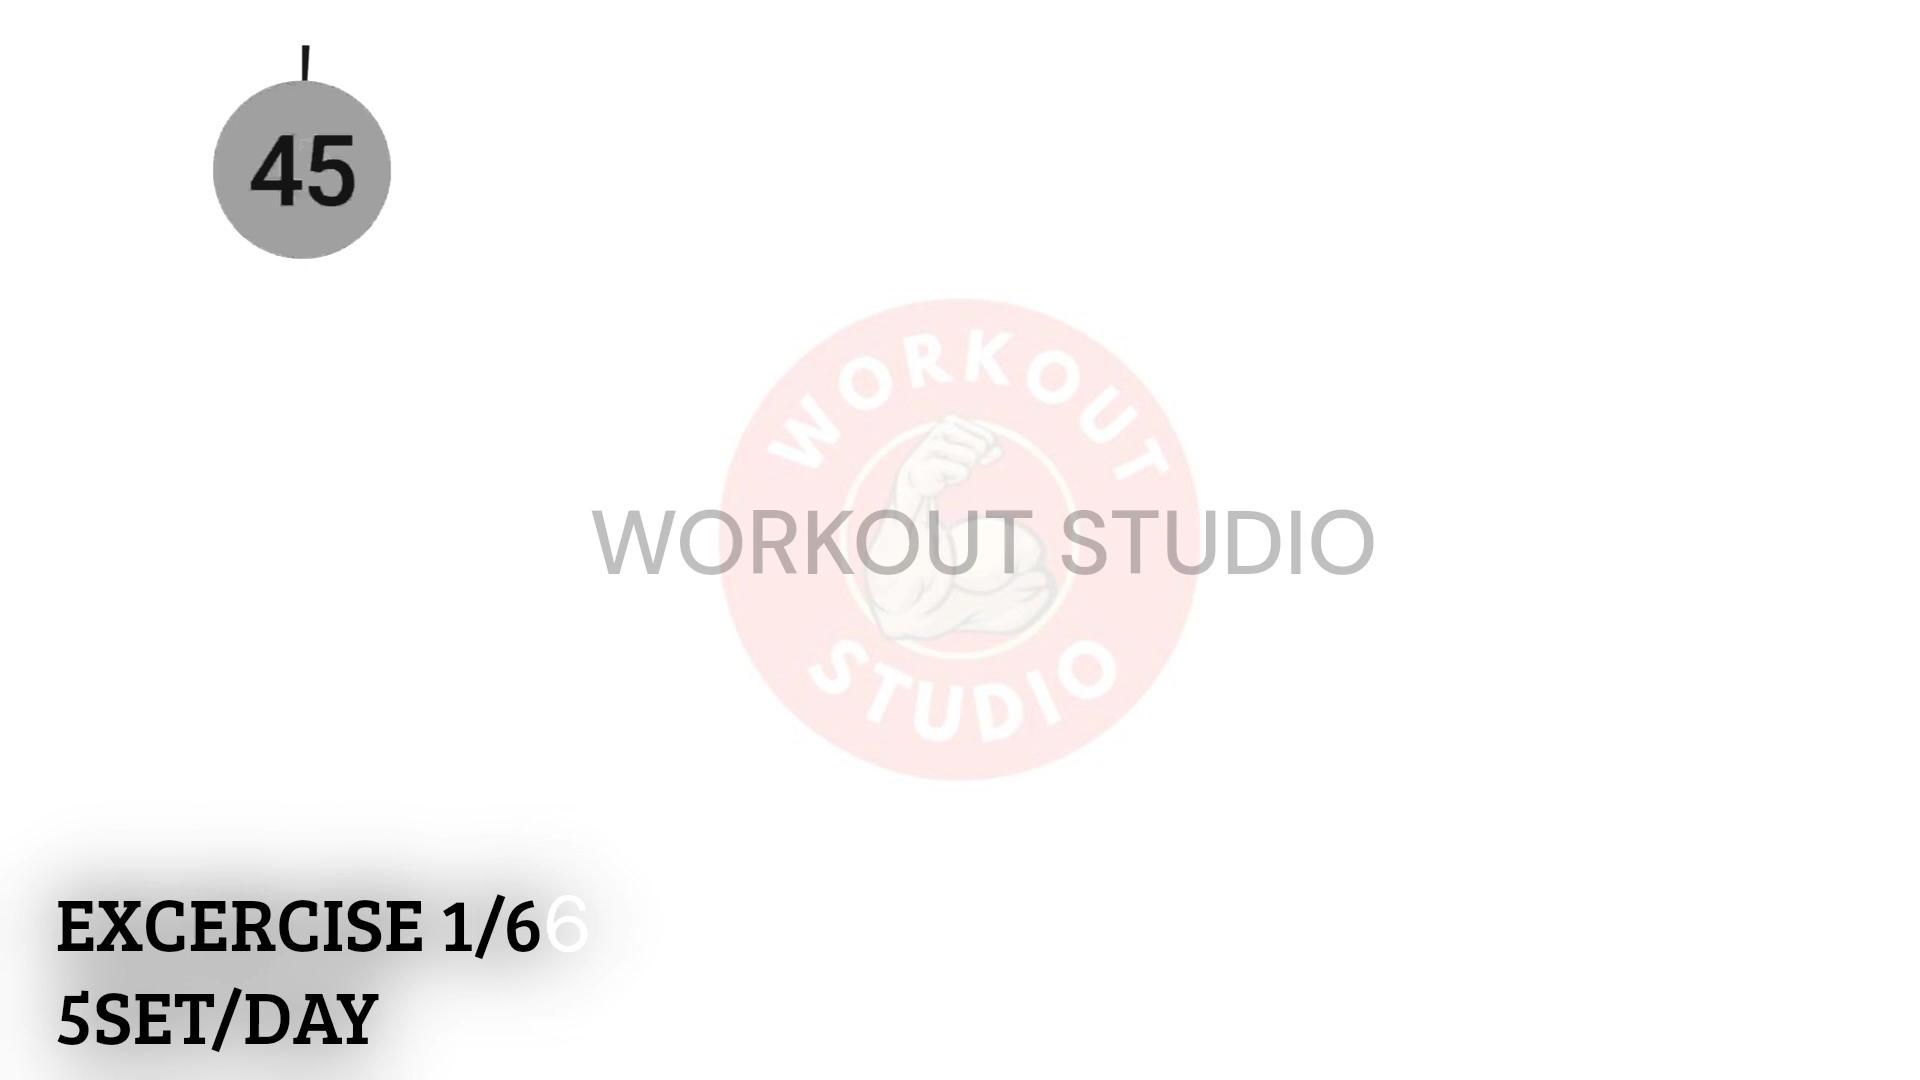 45
WORKOUT
WORKOUT STUDIO
STUDIO
EXCERCISE 1/66
5SET/DAY